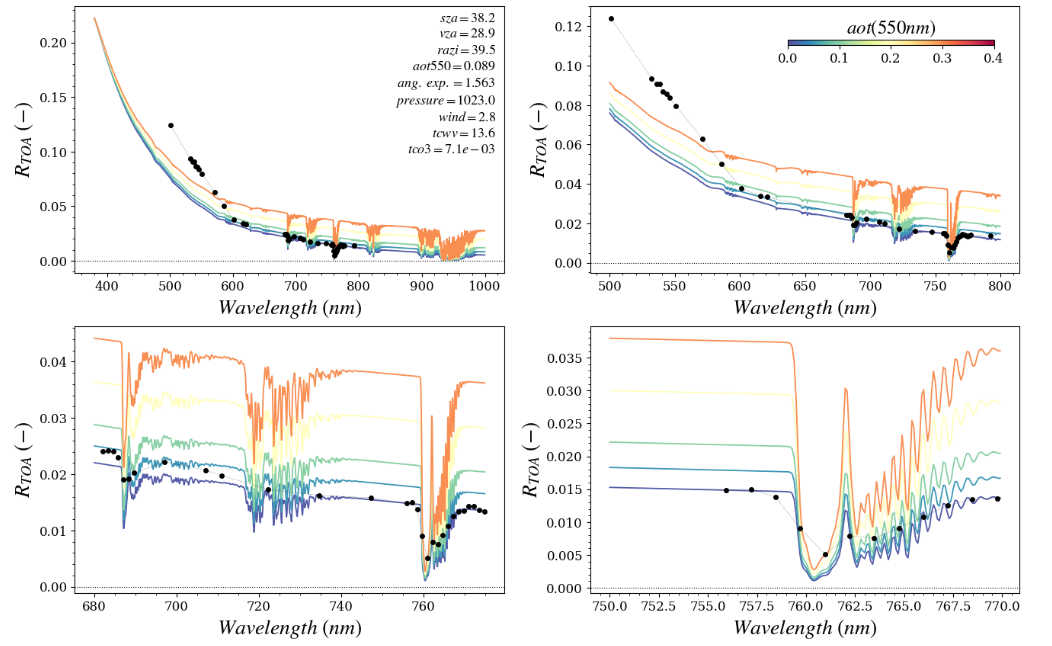 sza = 38.2
vza = 28.9
razi = 39.5
aot550 = 0.089
ang. exp. = 1.563
pressure = 1023.0
wind = 2.8
tcwv = 13.6
tco3 = 7.1e−03
R_TOA (−)
0.20
0.15
0.10
0.05
0.00
400 500 600 700 800 900 1000
Wavelength (nm)
aot(550nm)
0.0 0.1 0.2 0.3 0.4
R_TOA (−)
0.12
0.10
0.08
0.06
0.04
0.02
0.00
500 550 600 650 700 750 800
Wavelength (nm)
R_TOA (−)
0.04
0.03
0.02
0.01
0.00
680 700 720 740 760
Wavelength (nm)
R_TOA (−)
0.035
0.030
0.025
0.020
0.015
0.010
0.005
0.000
750.0 752.5 755.0 757.5 760.0 762.5 765.0 767.5 770.0
Wavelength (nm)